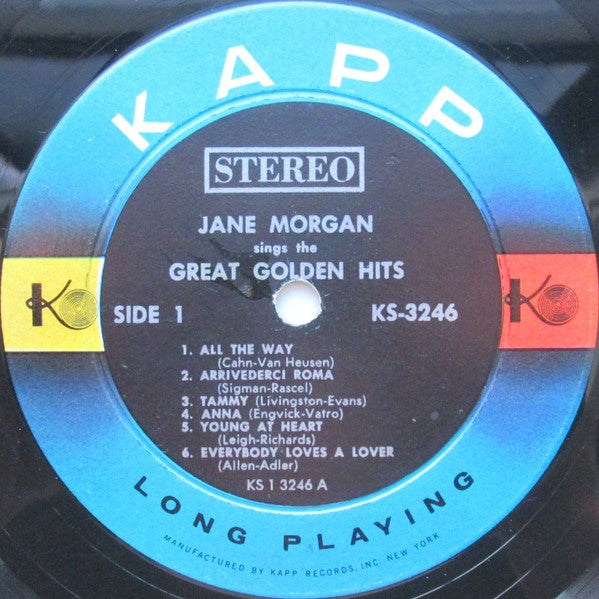 KAPP
STEREO
JANE MORGAN
sings the
GREAT GOLDEN HITS
K
SIDE 1
KS-3246
K
1. ALL THE WAY
(Cahn-Van Heusen)
2. ARRIVEDERCI ROMA
(Sigman-Rascel)
3. TAMMY (Livingston-Evans)
4. ANNA (Engvick-Vatro)
5. YOUNG AT HEART
(Leigh-Richards)
6. EVERYBODY LOVES A LOVER
(Allen-Adler)
KS 1 3246 A
LONG PLAYING
MANUFACTURED BY KAPP RECORDS, INC. NEW YORK